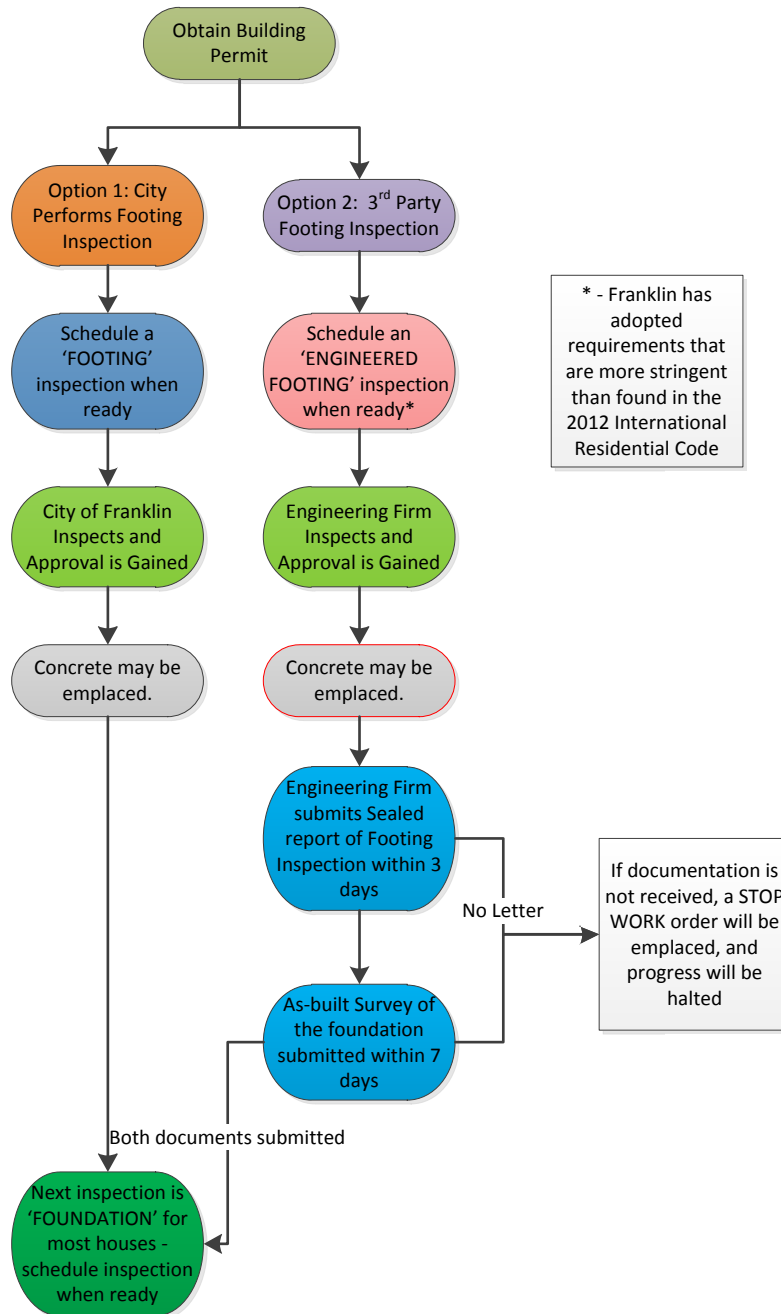 Obtain Building
Permit
Option 1: City
Performs Footing
Inspection
Option 2: 3rd Party
Footing Inspection
Schedule a
‘FOOTING’
inspection when
ready
Schedule an
‘ENGINEERED
FOOTING’ inspection
when ready*
* - Franklin has
adopted
requirements that
are more stringent
than found in the
2012 International
Residential Code
City of Franklin
Inspects and
Approval is Gained
Engineering Firm
Inspects and
Approval is Gained
Concrete may be
emplaced.
Concrete may be
emplaced.
Engineering Firm
submits Sealed
report of Footing
Inspection within 3
days
No Letter
If documentation is
not received, a STOP
WORK order will be
emplaced, and
progress will be
halted
As-built Survey of
the foundation
submitted within 7
days
Both documents submitted
Next inspection is
‘FOUNDATION’ for
most houses -
schedule inspection
when ready